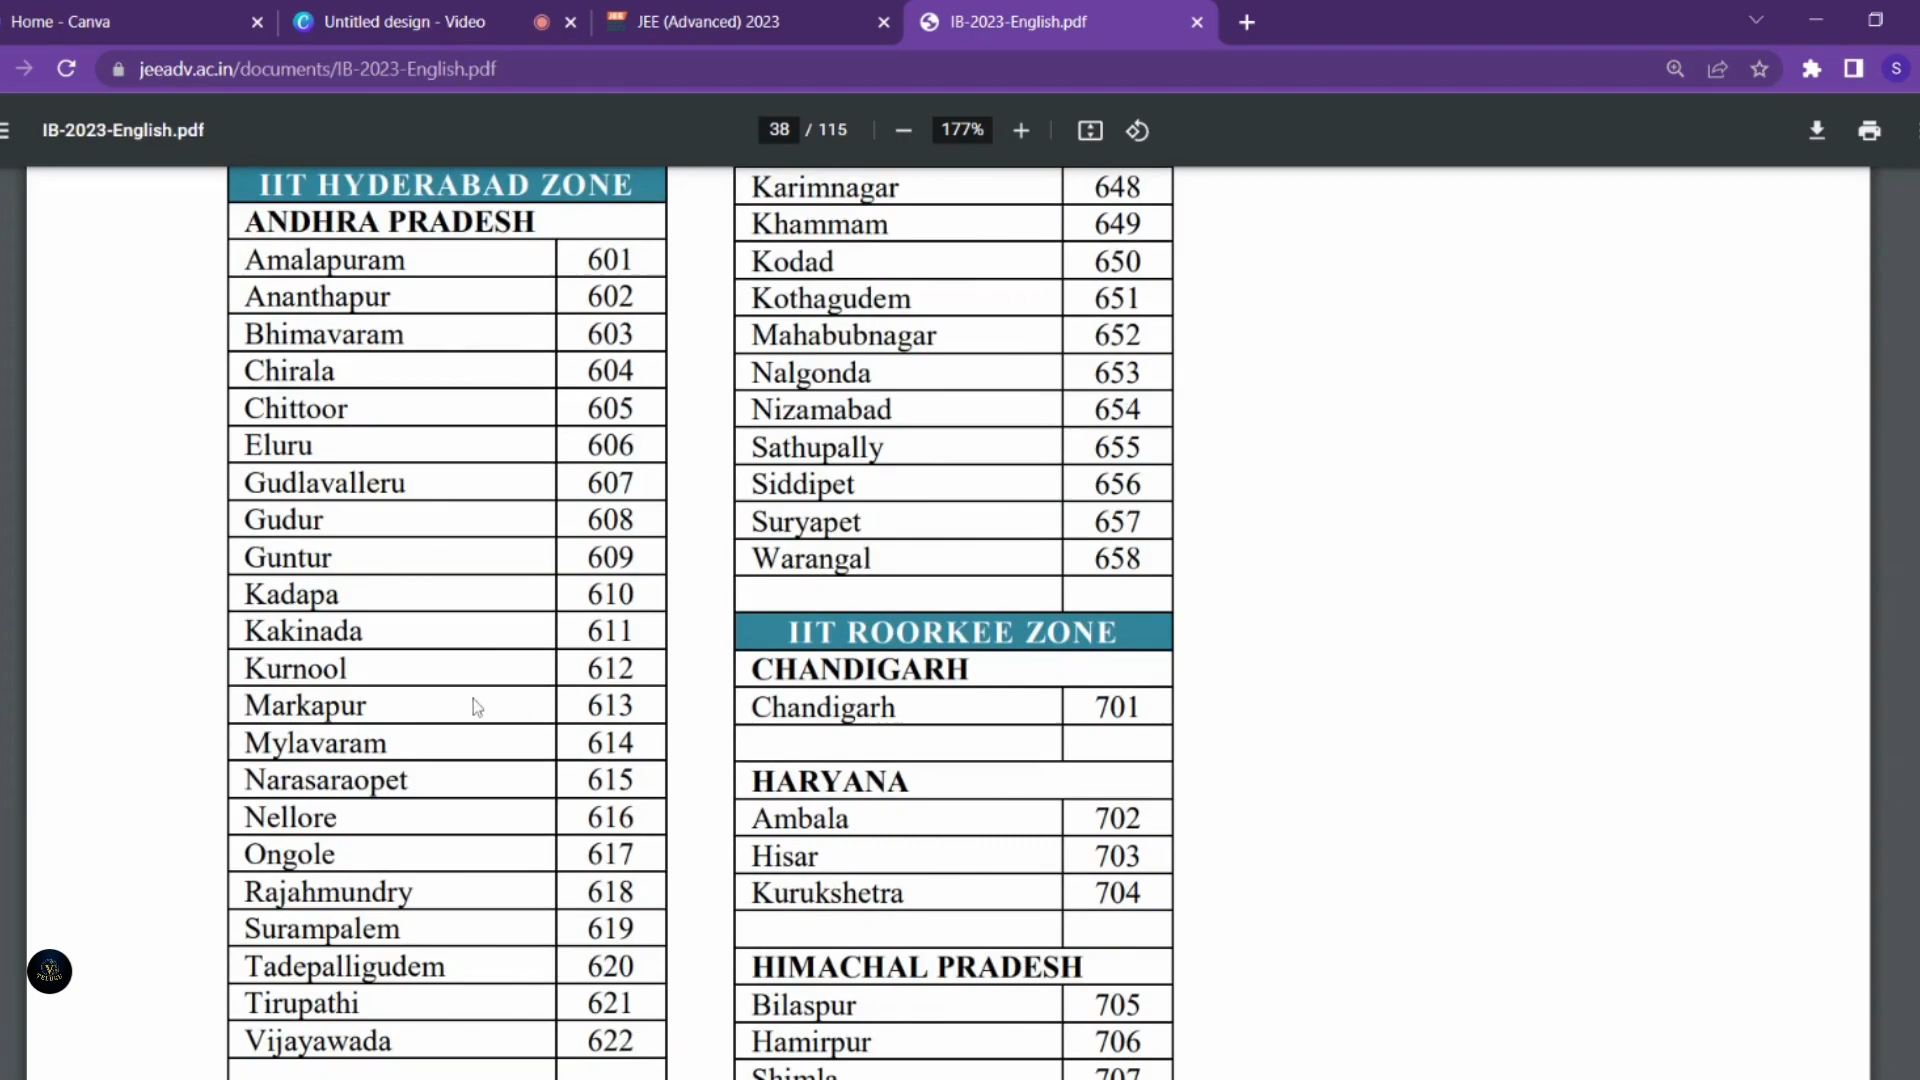 Home - Canva
Untitled design - Video
JEE (Advanced) 2023
IB-2023-English.pdf
jeeadv.ac.in/documents/IB-2023-English.pdf
S
IB-2023-English.pdf
38 / 115
177%
IIT HYDERABAD ZONE
ANDHRA PRADESH
Amalapuram 601
Ananthapur 602
Bhimavaram 603
Chirala 604
Chittoor 605
Eluru 606
Gudlavalleru 607
Gudur 608
Guntur 609
Kadapa 610
Kakinada 611
Kurnool 612
Markapur 613
Mylavaram 614
Narasaraopet 615
Nellore 616
Ongole 617
Rajahmundry 618
Surampalem 619
Tadepalligudem 620
Tirupathi 621
Vijayawada 622
Karimnagar 648
Khammam 649
Kodad 650
Kothagudem 651
Mahabubnagar 652
Nalgonda 653
Nizamabad 654
Sathupally 655
Siddipet 656
Suryapet 657
Warangal 658
IIT ROORKEE ZONE
CHANDIGARH
Chandigarh 701
HARYANA
Ambala 702
Hisar 703
Kurukshetra 704
HIMACHAL PRADESH
Bilaspur 705
Hamirpur 706
Shimla 707
V
TELUGU